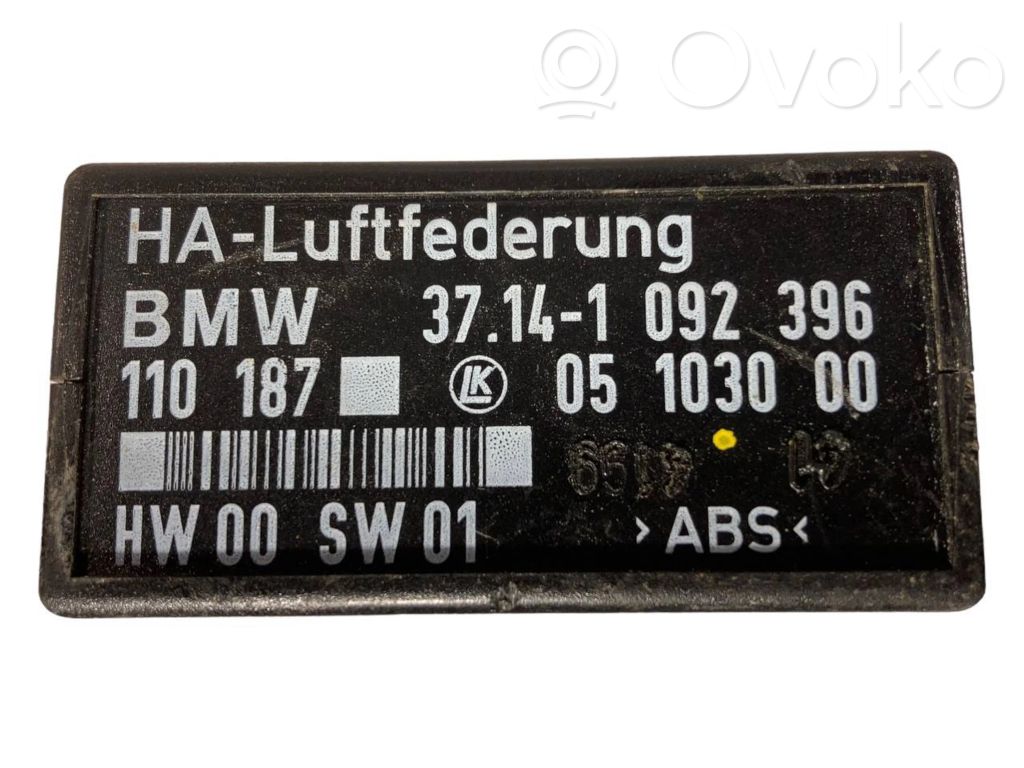 Ovoko
HA-Luftfederung
BMW 37.14-1 092 396
110 187 LK 05 1030 00
HW 00 SW 01 >ABS<